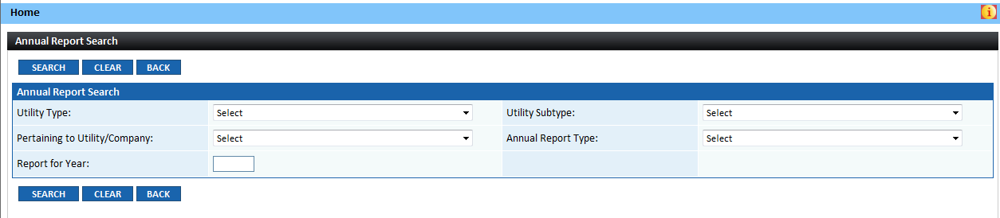 Home
Annual Report Search
SEARCH CLEAR BACK
Annual Report Search
Utility Type: Select Utility Subtype: Select
Pertaining to Utility/Company: Select Annual Report Type: Select
Report for Year:
SEARCH CLEAR BACK